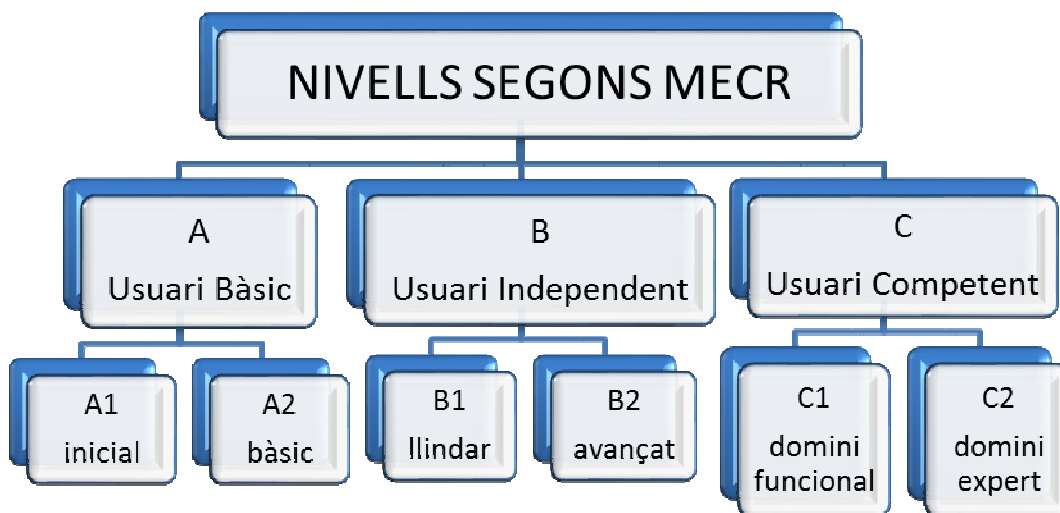 NIVELLS SEGONS MECR
A
Usuari Bàsic
B
Usuari Independent
C
Usuari Competent
A1
inicial
A2
bàsic
B1
llindar
B2
avançat
C1
domini
funcional
C2
domini
expert